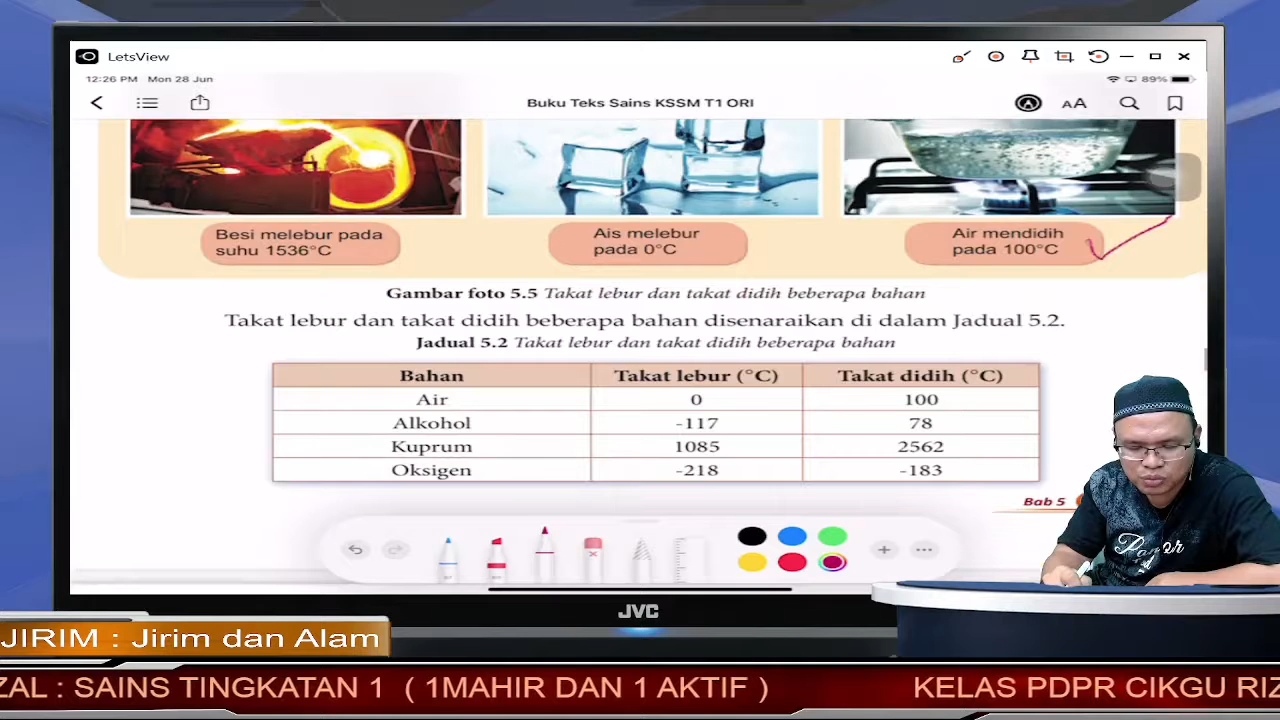 LetsView
12:26 PM Mon 28 Jun
89%
Buku Teks Sains KSSM T1 ORI
AA
Besi melebur pada
suhu 1536°C
Ais melebur
pada 0°C
Air mendidih
pada 100°C
Gambar foto 5.5 Takat lebur dan takat didih beberapa bahan
Takat lebur dan takat didih beberapa bahan disenaraikan di dalam Jadual 5.2.
Jadual 5.2 Takat lebur dan takat didih beberapa bahan
Bahan Takat lebur (°C) Takat didih (°C)
Air 0 100
Alkohol -117 78
Kuprum 1085 2562
Oksigen -218 -183
Bab 5
JVC
JIRIM : Jirim dan Alam
ZAL : SAINS TINGKATAN 1 ( 1MAHIR DAN 1 AKTIF ) KELAS PDPR CIKGU RIZ